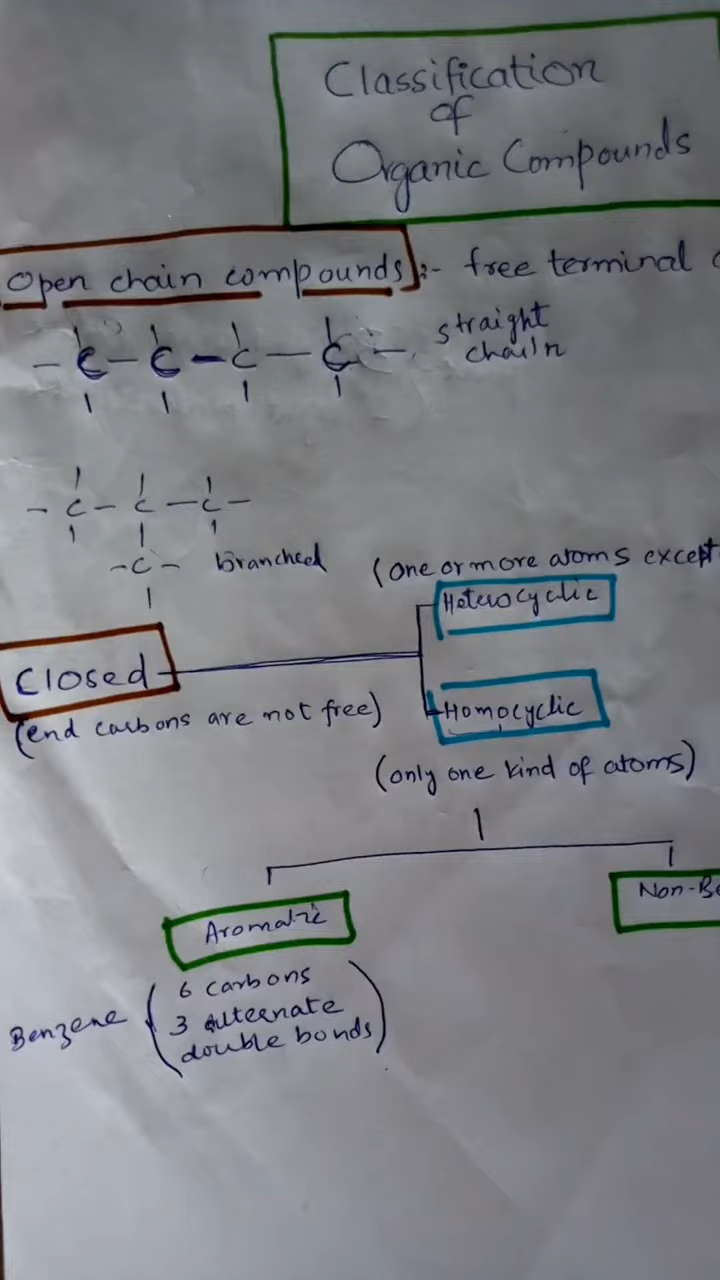 Classification
of
Organic Compounds
Open chain compounds :- free terminal
- C - C - C - C - straight
chain
- C - C - C -
- C - branched
(one or more atoms except
Heterocyclic
Closed
(end carbons are not free)
Homocyclic
(only one kind of atoms)
Aromatic
Non-Be
Benzene
6 carbons
3 alternate
double bonds